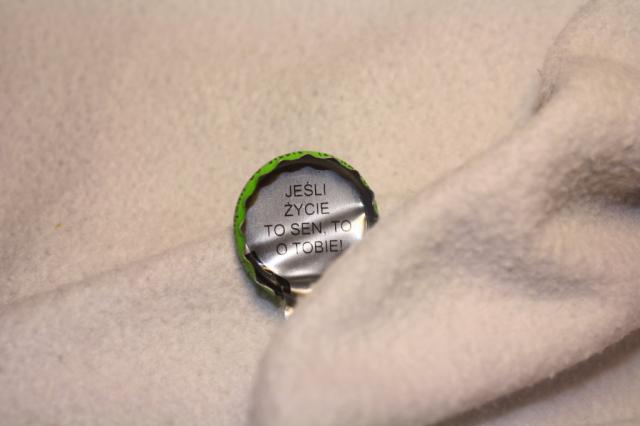 JEŚLI
ŻYCIE
TO SEN, TO
O TOBIE!